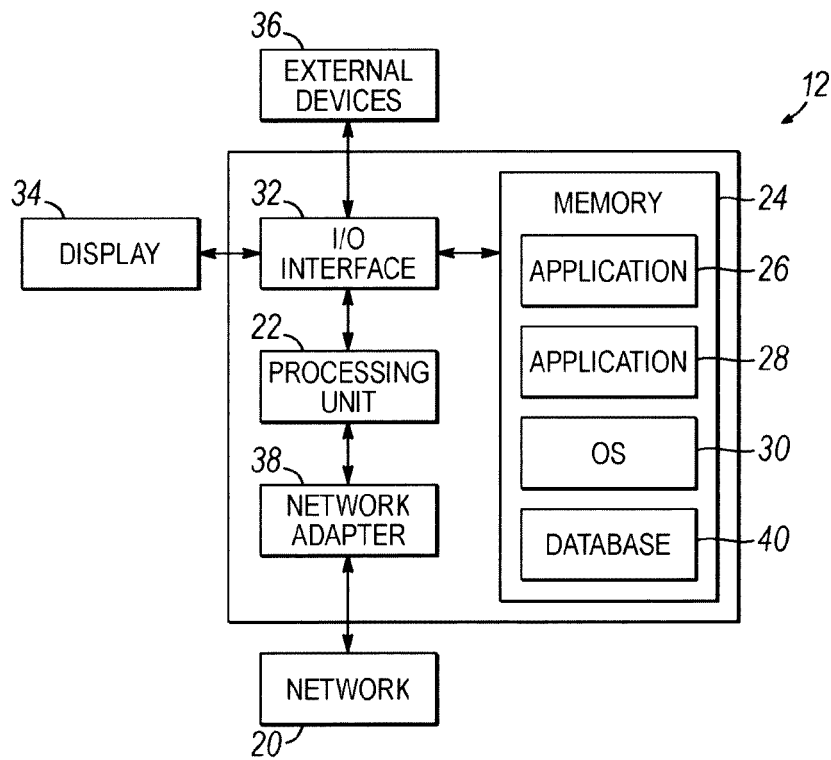 36
EXTERNAL
DEVICES
12
34
DISPLAY
32
I/O
INTERFACE
MEMORY
24
APPLICATION
26
22
PROCESSING
UNIT
APPLICATION
28
38
NETWORK
ADAPTER
OS
30
DATABASE
40
NETWORK
20